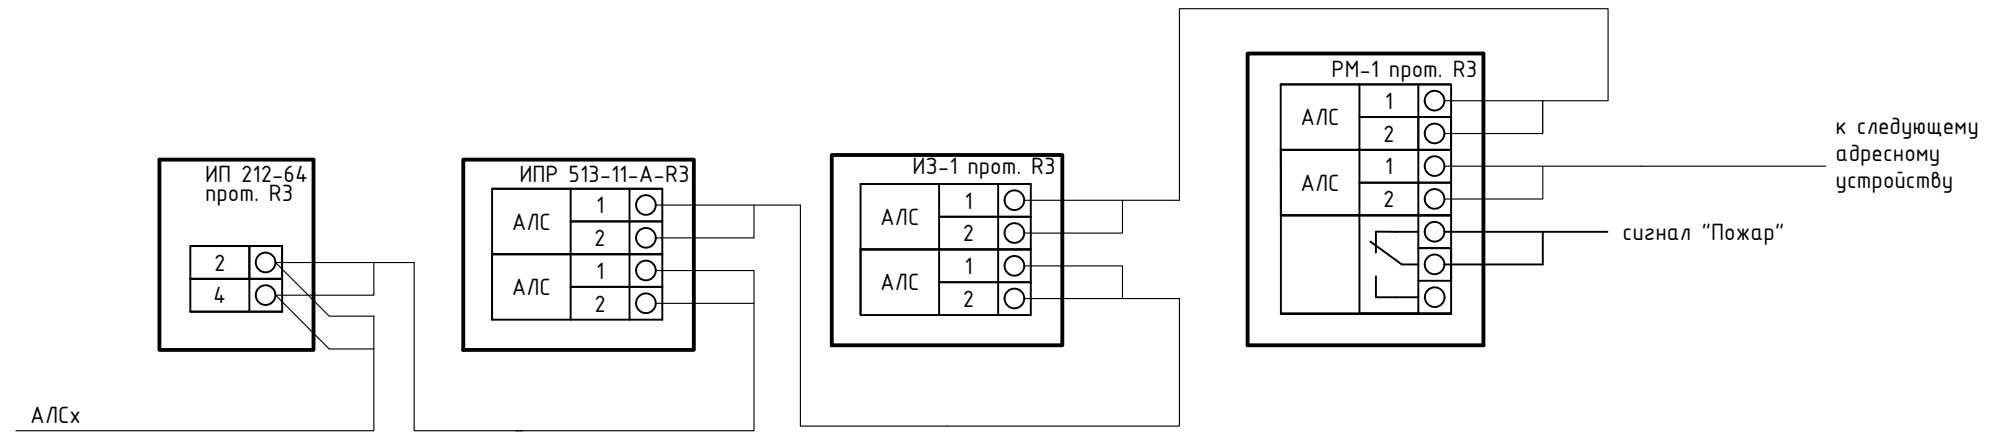 ИП 212-64
прот. R3
2
4
АЛСх
ИПР 513-11-А-R3
АЛС
1
2
АЛС
1
2
ИЗ-1 прот. R3
АЛС
1
2
АЛС
1
2
РМ-1 прот. R3
АЛС
1
2
АЛС
1
2
к следующему
адресному
устройству
сигнал "Пожар"